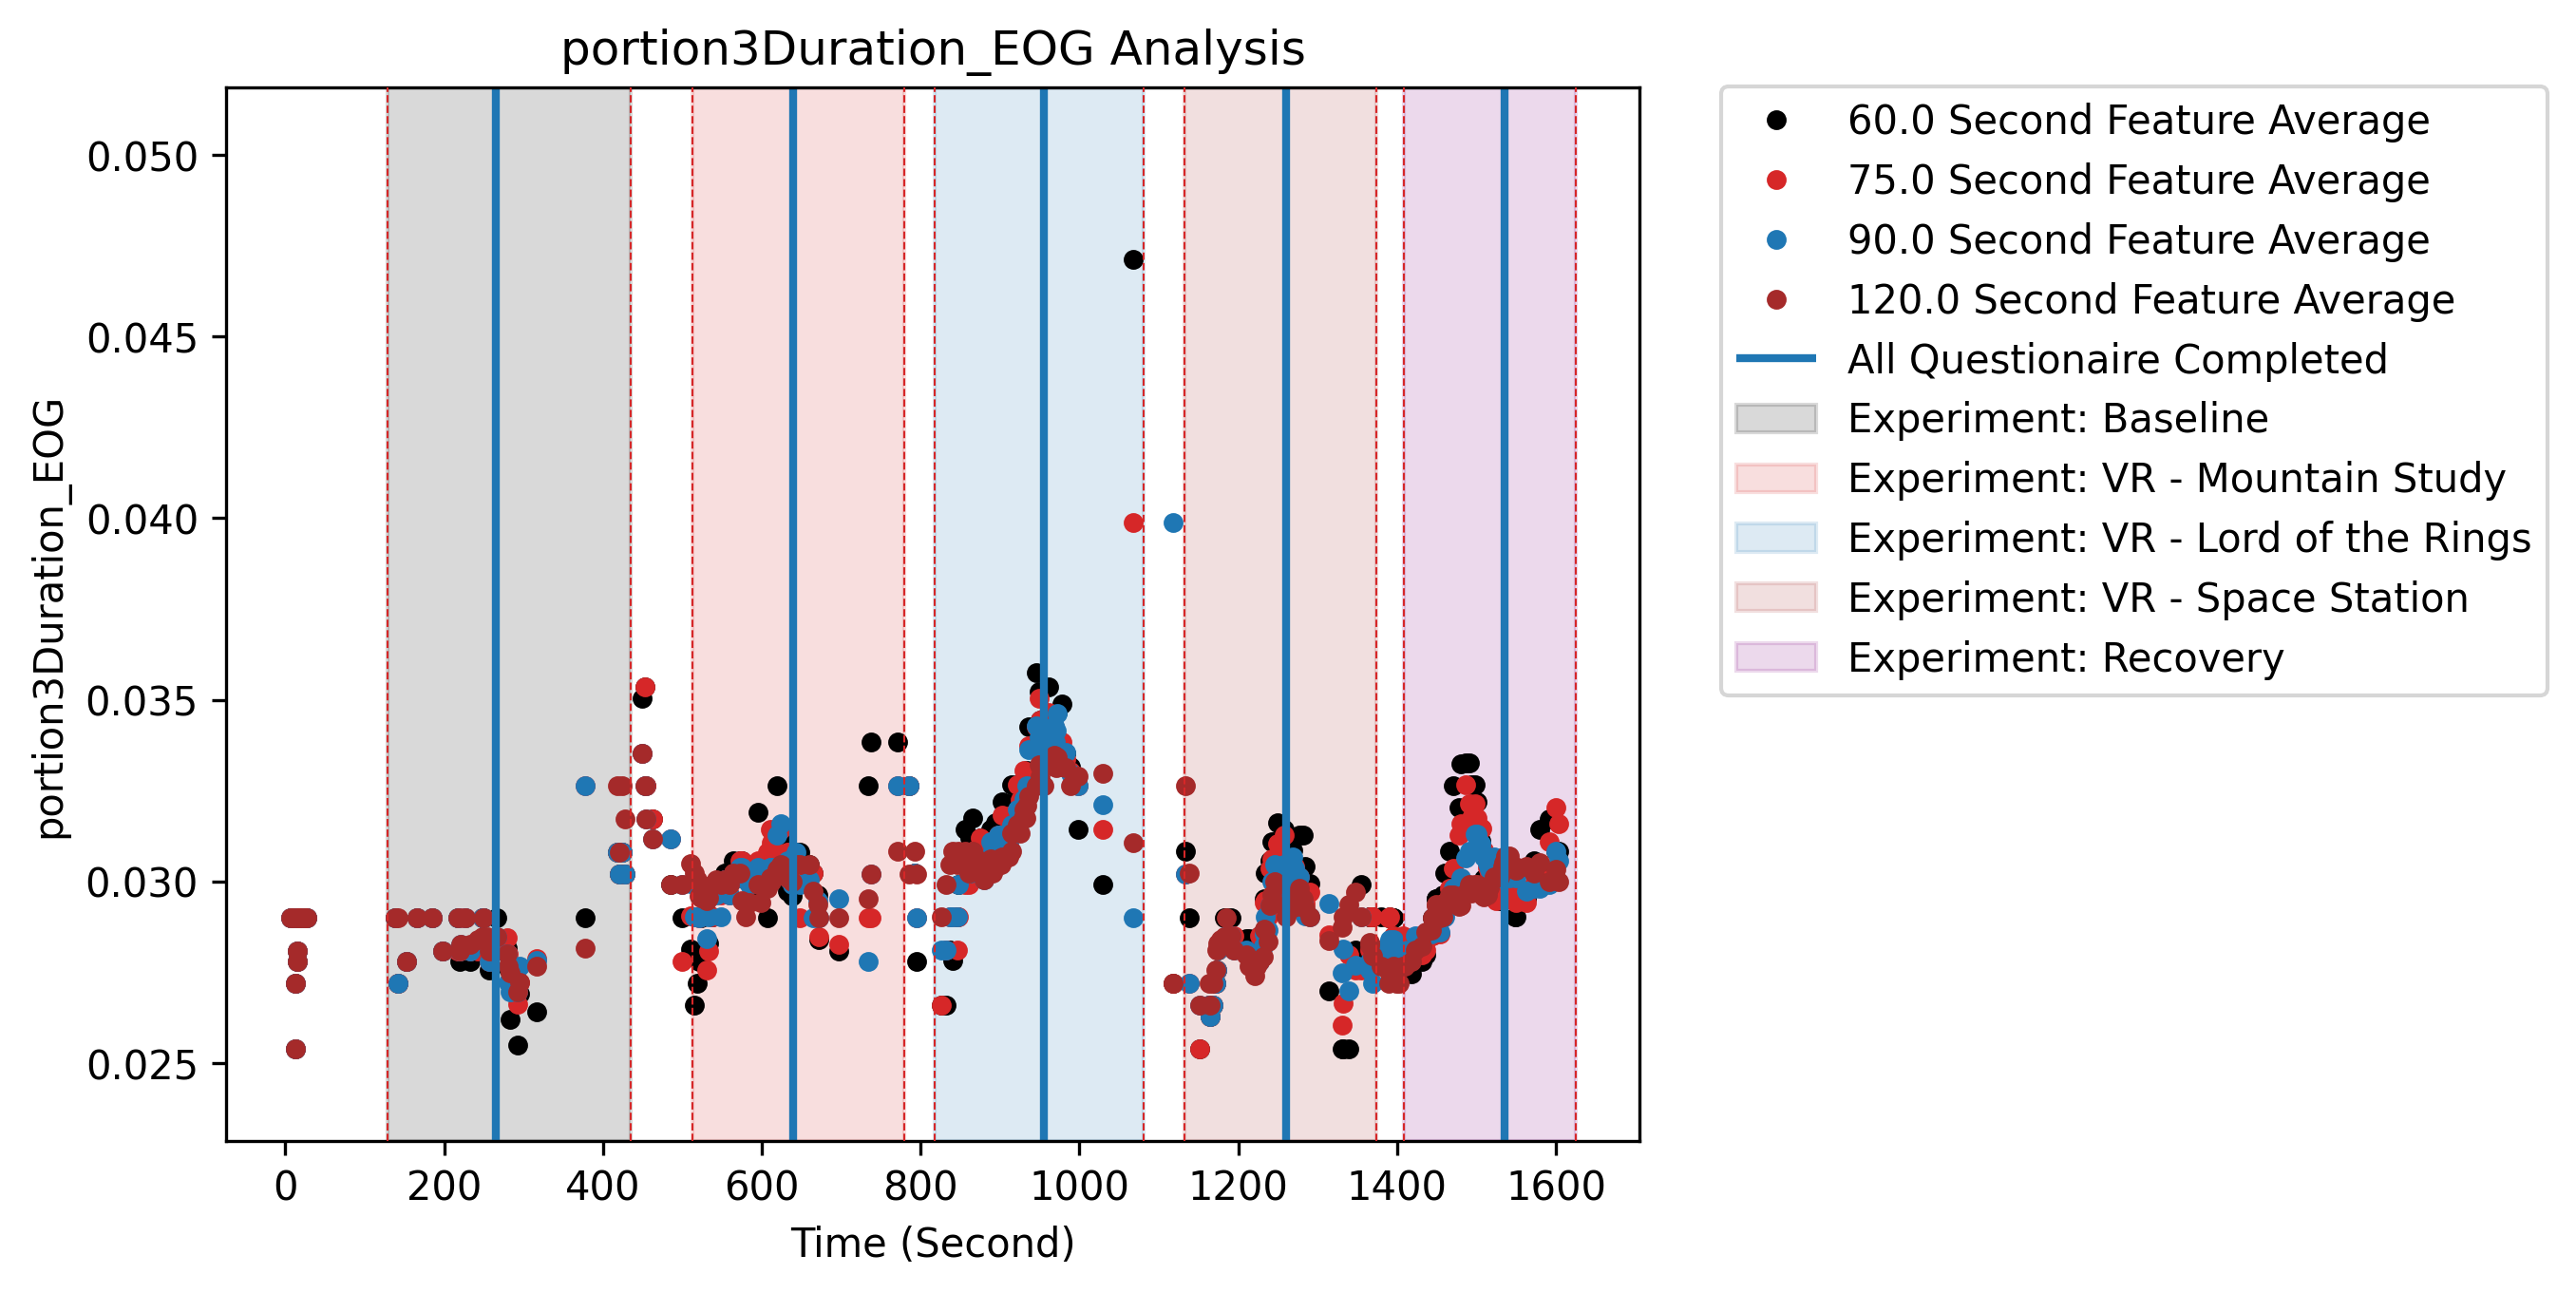 portion3Duration_EOG Analysis
portion3Duration_EOG
0.050
0.045
0.040
0.035
0.030
0.025
0 200 400 600 800 1000 1200 1400 1600
Time (Second)
60.0 Second Feature Average
75.0 Second Feature Average
90.0 Second Feature Average
120.0 Second Feature Average
All Questionaire Completed
Experiment: Baseline
Experiment: VR - Mountain Study
Experiment: VR - Lord of the Rings
Experiment: VR - Space Station
Experiment: Recovery